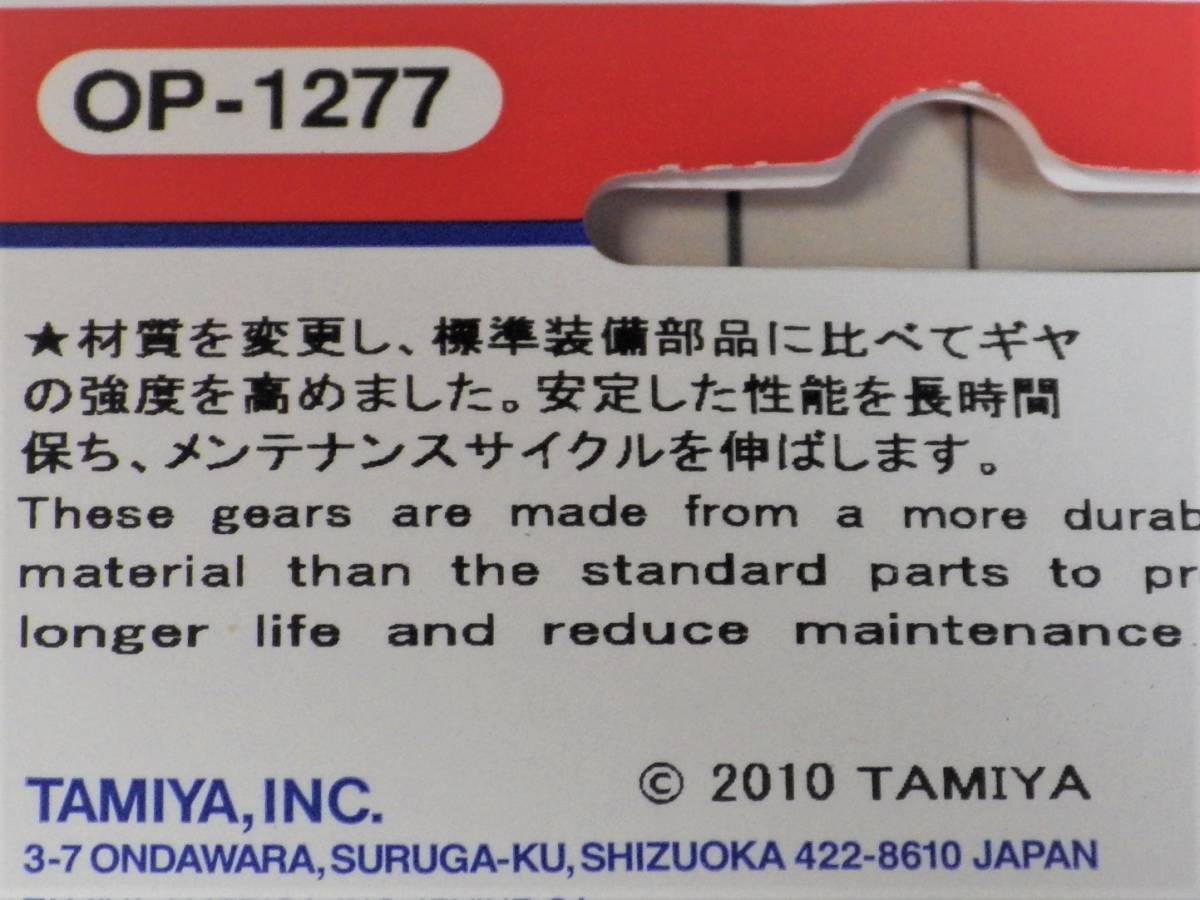 OP-1277
★材質を変更し、標準装備部品に比べてギヤ
の強度を高めました。安定した性能を長時間
保ち、メンテナンスサイクルを伸ばします。
These gears are made from a more durab
material than the standard parts to pr
longer life and reduce maintenance.
© 2010 TAMIYA
TAMIYA,INC.
3-7 ONDAWARA, SURUGA-KU, SHIZUOKA 422-8610 JAPAN